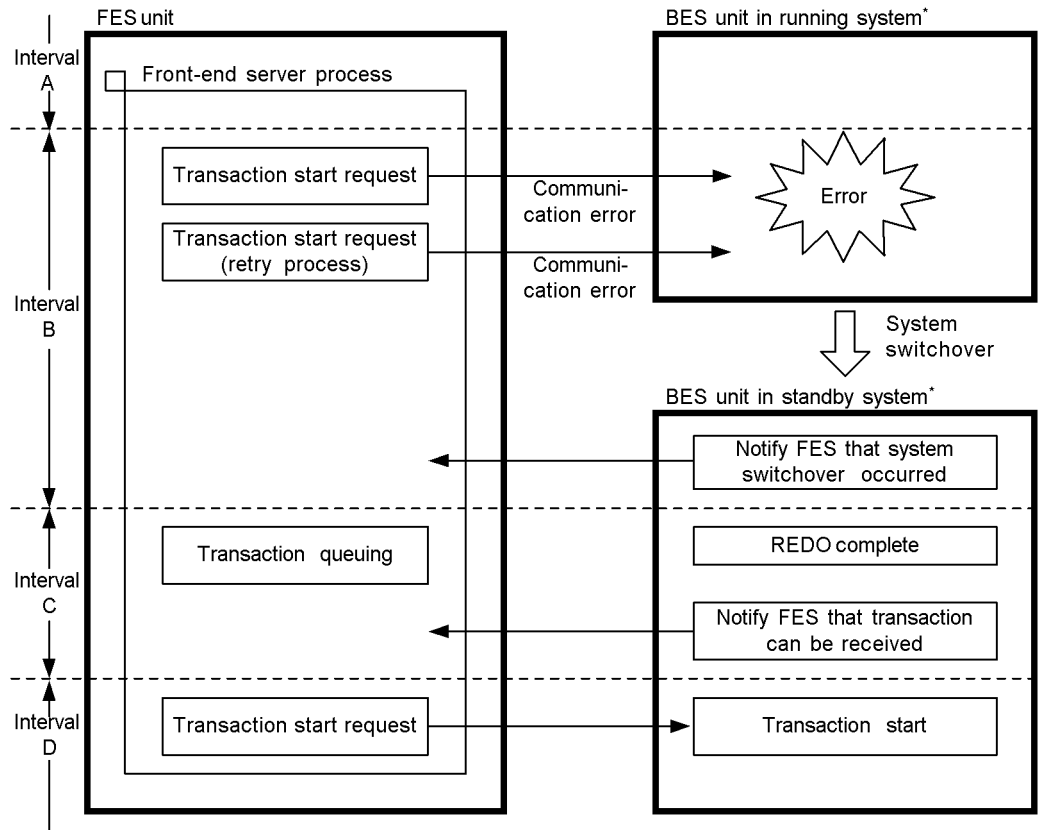 FES unit
BES unit in running system*
Interval
A
Front-end server process
Transaction start request
Communi-
cation error
Error
Transaction start request
(retry process)
Communi-
cation error
Interval
B
System
switchover
BES unit in standby system*
Notify FES that system
switchover occurred
Transaction queuing
REDO complete
Interval
C
Notify FES that transaction
can be received
Interval
D
Transaction start request
Transaction start